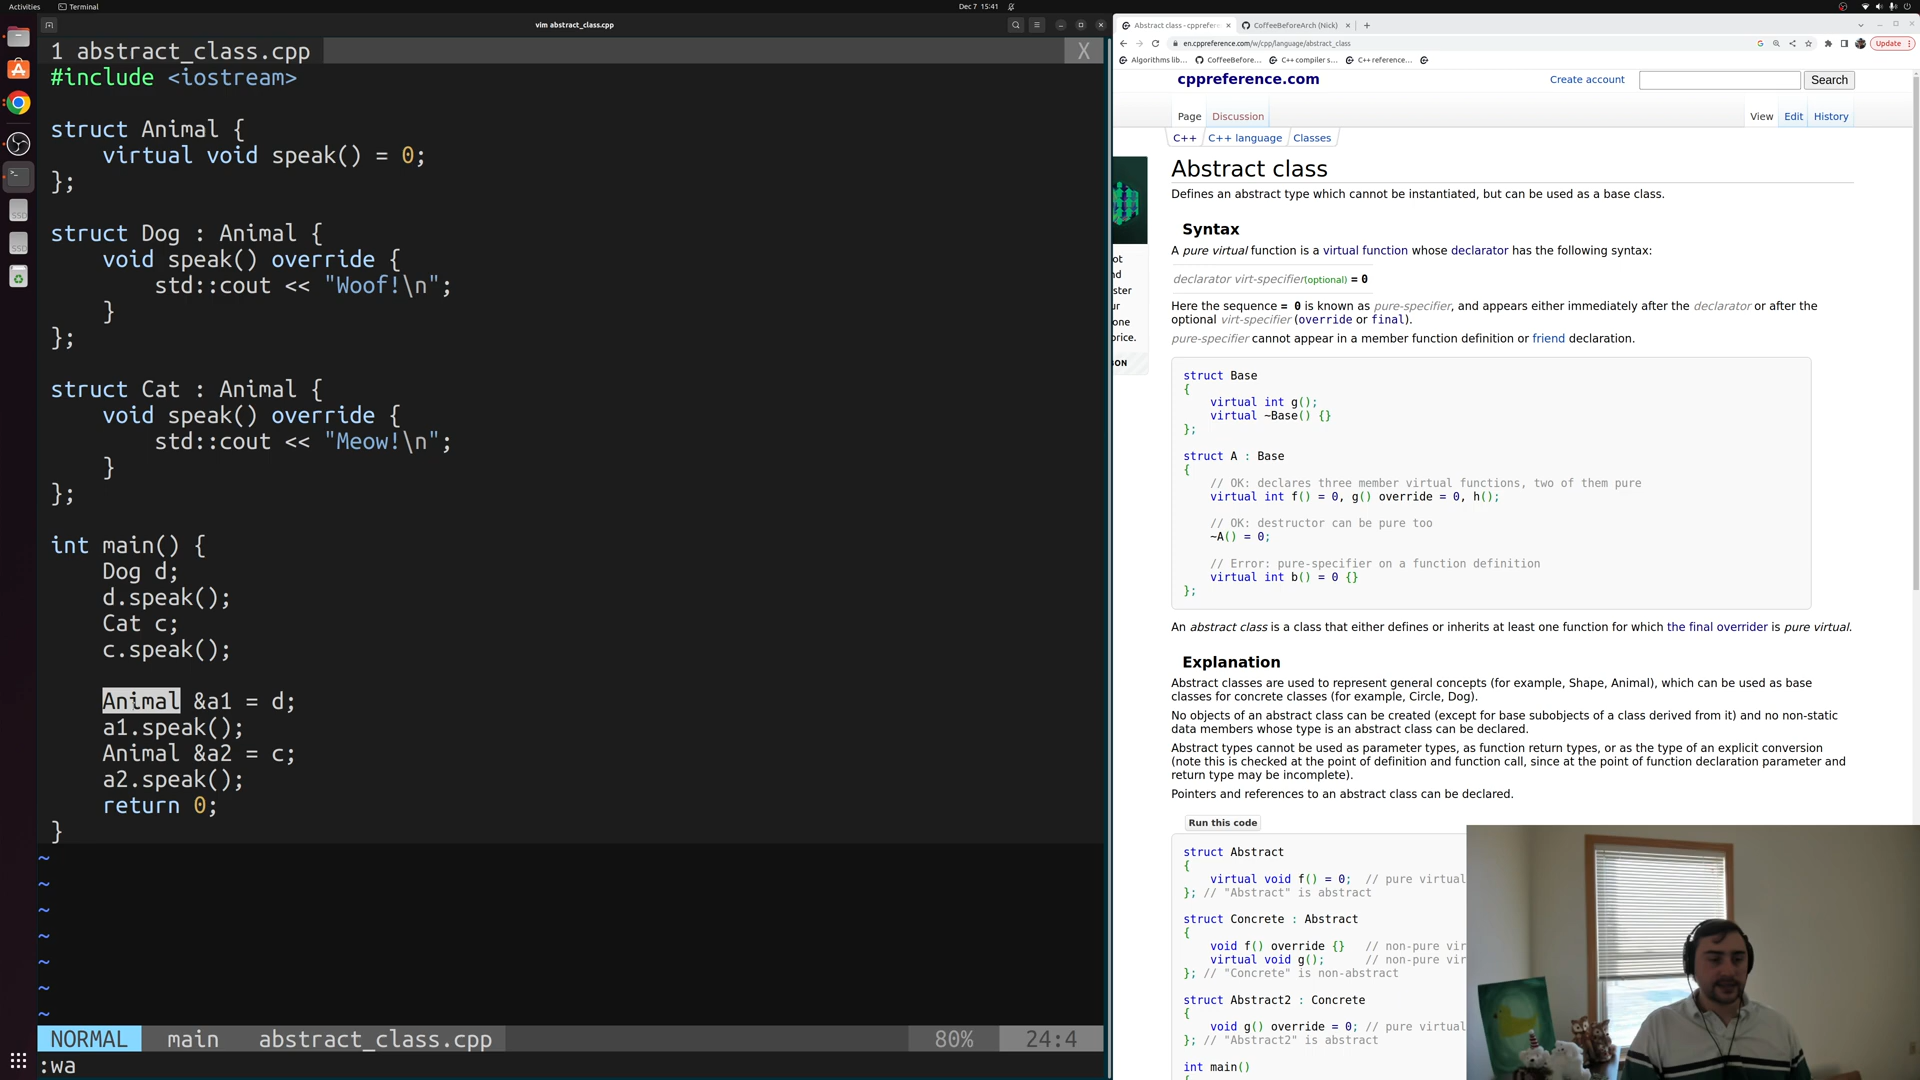 Activities
Terminal
Dec 7 15:41
vim abstract_class.cpp
1 abstract_class.cpp
X
#include <iostream>
struct Animal {
virtual void speak() = 0;
};
struct Dog : Animal {
void speak() override {
std::cout << "Woof!\n";
}
};
struct Cat : Animal {
void speak() override {
std::cout << "Meow!\n";
}
};
int main() {
Dog d;
d.speak();
Cat c;
c.speak();
Animal &a1 = d;
a1.speak();
Animal &a2 = c;
a2.speak();
return 0;
}
~
~
~
~
~
~
~
NORMAL main abstract_class.cpp 80% 24:4
:wa
Abstract class - cpprefere
CoffeeBeforeArch (Nick)
en.cppreference.com/w/cpp/language/abstract_class
Update
Algorithms lib...
CoffeeBefore...
C++ compiler s...
C++ reference...
cppreference.com
Create account
Search
Page
Discussion
View
Edit
History
C++
C++ language
Classes
ot
nd
ster
ur
one
price.
SON
Abstract class
Defines an abstract type which cannot be instantiated, but can be used as a base class.
Syntax
A pure virtual function is a virtual function whose declarator has the following syntax:
declarator virt-specifier(optional) = 0
Here the sequence = 0 is known as pure-specifier, and appears either immediately after the declarator or after the
optional virt-specifier (override or final).
pure-specifier cannot appear in a member function definition or friend declaration.
struct Base
{
virtual int g();
virtual ~Base() {}
};
struct A : Base
{
// OK: declares three member virtual functions, two of them pure
virtual int f() = 0, g() override = 0, h();
// OK: destructor can be pure too
~A() = 0;
// Error: pure-specifier on a function definition
virtual int b() = 0 {}
};
An abstract class is a class that either defines or inherits at least one function for which the final overrider is pure virtual.
Explanation
Abstract classes are used to represent general concepts (for example, Shape, Animal), which can be used as base
classes for concrete classes (for example, Circle, Dog).
No objects of an abstract class can be created (except for base subobjects of a class derived from it) and no non-static
data members whose type is an abstract class can be declared.
Abstract types cannot be used as parameter types, as function return types, or as the type of an explicit conversion
(note this is checked at the point of definition and function call, since at the point of function declaration parameter and
return type may be incomplete).
Pointers and references to an abstract class can be declared.
Run this code
struct Abstract
{
virtual void f() = 0; // pure virtual
}; // "Abstract" is abstract
struct Concrete : Abstract
{
void f() override {} // non-pure vir
virtual void g(); // non-pure vir
}; // "Concrete" is non-abstract
struct Abstract2 : Concrete
{
void g() override = 0; // pure virtual
}; // "Abstract2" is abstract
int main()
{